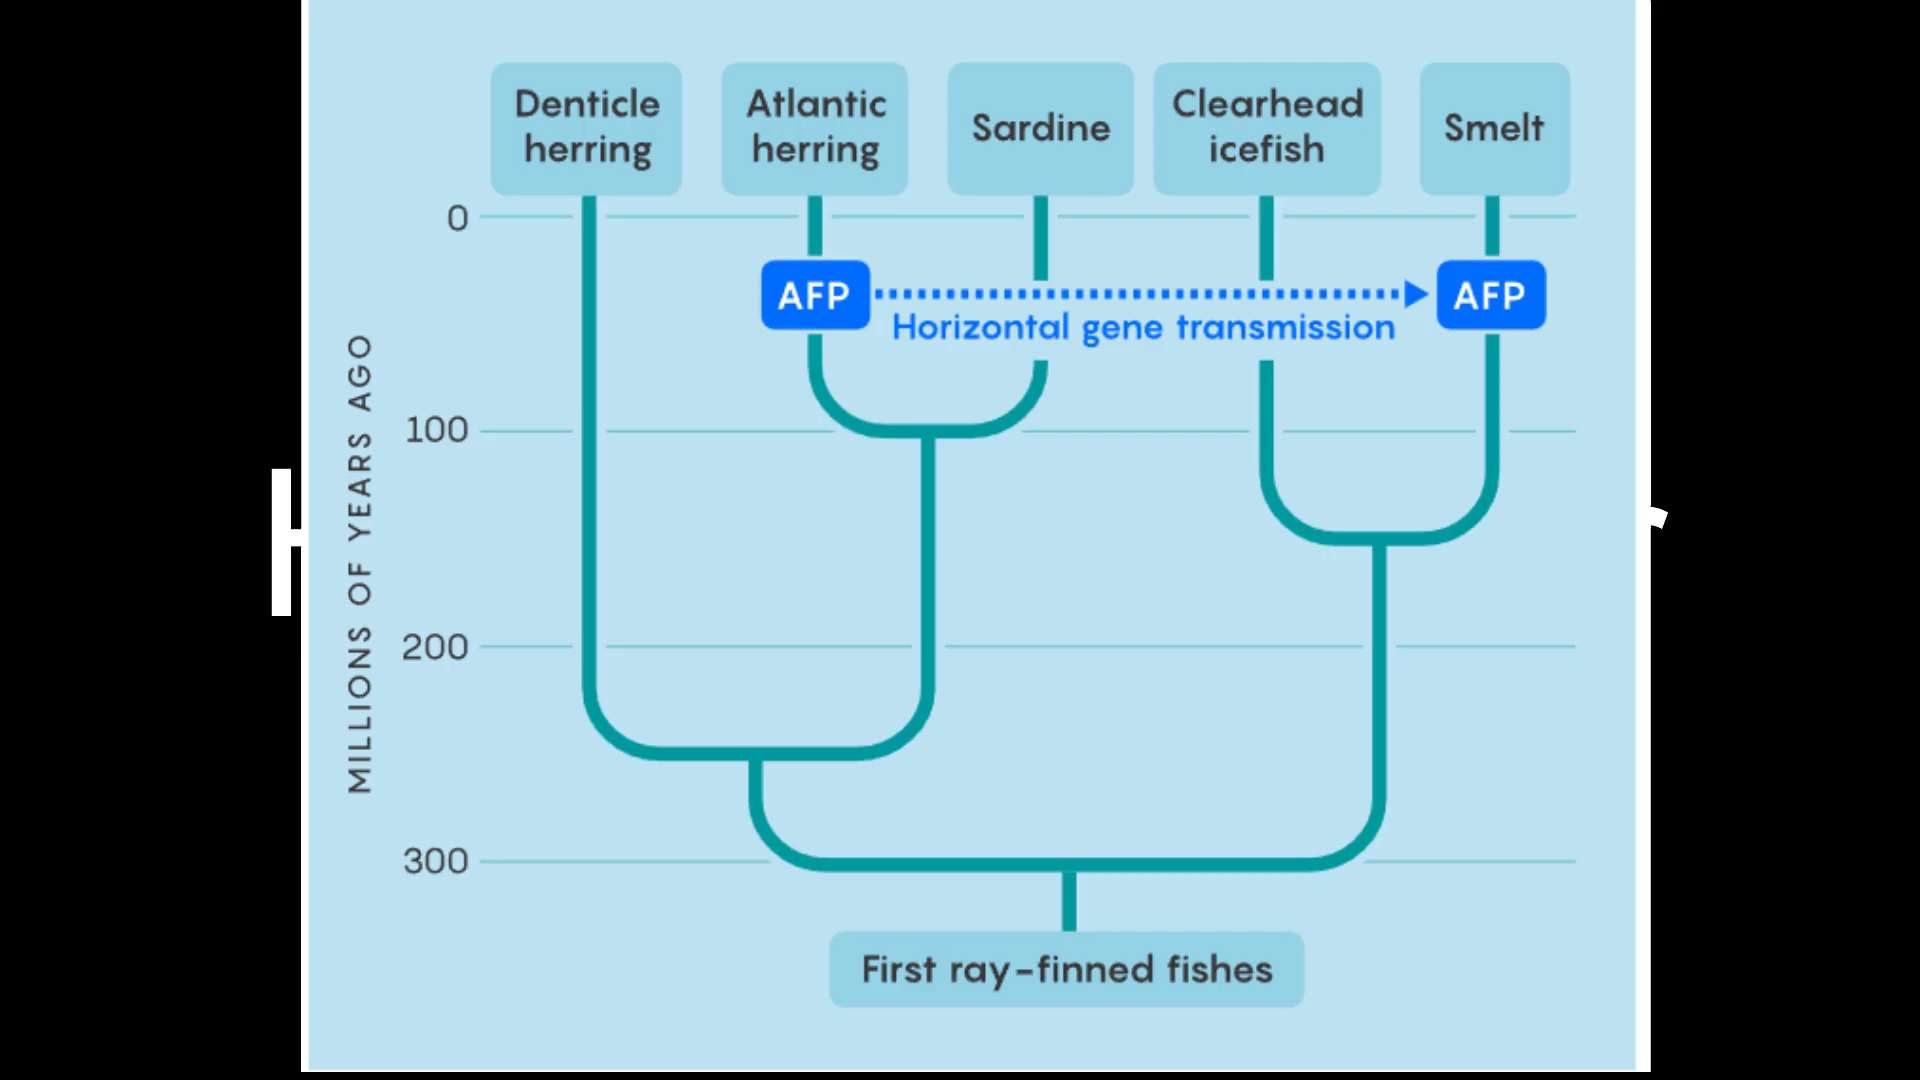 Denticle
herring
Atlantic
herring
Sardine
Clearhead
icefish
Smelt
0
AFP
AFP
Horizontal gene transmission
MILLIONS OF YEARS AGO
100
200
300
First ray-finned fishes